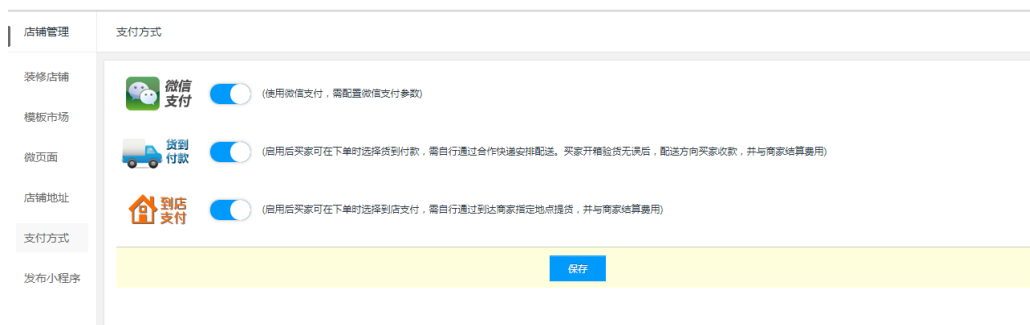 店铺管理
支付方式
装修店铺
模板市场
微页面
店铺地址
支付方式
发布小程序
微信
支付
(使用微信支付，需配置微信支付参数)
货到
付款
(启用后买家可在下单时选择货到付款，需自行通过合作快递安排配送。买家开箱验货无误后，配送方向买家收款，并与商家结算费用)
到店
支付
(启用后买家可在下单时选择到店支付，需自行通过到达商家指定地点提货，并与商家结算费用)
保存